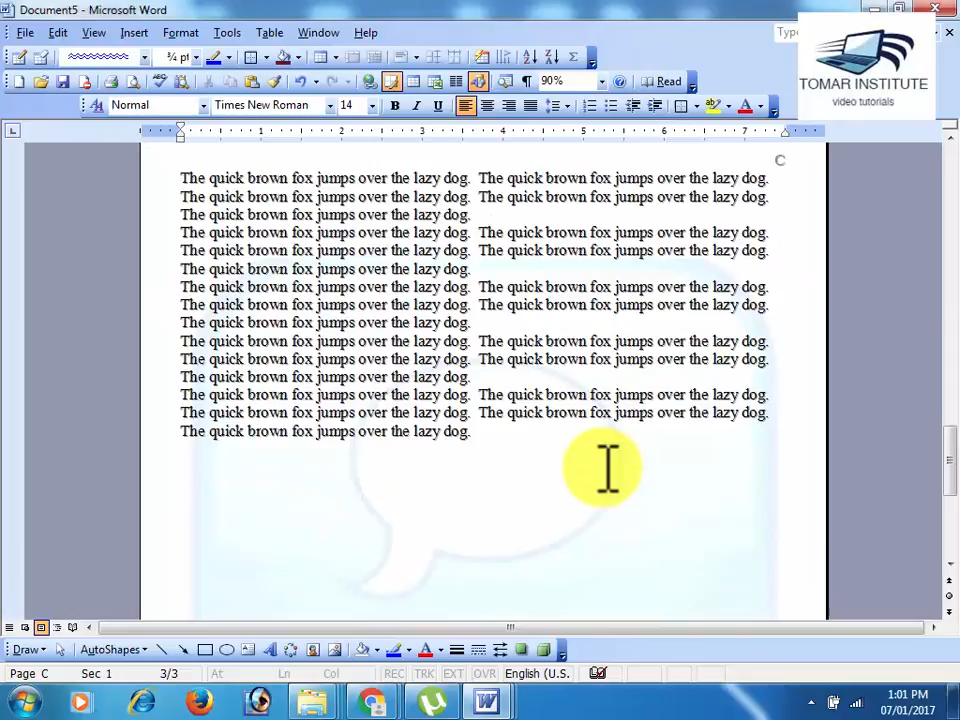 Document5 - Microsoft Word
File Edit View Insert Format Tools Table Window Help
Type
TOMAR INSTITUTE
video tutorials
¾ pt
90%
Read
Normal Times New Roman 14 B I U
1 2 3 4 5 6 7
C
The quick brown fox jumps over the lazy dog. The quick brown fox jumps over the lazy dog.
The quick brown fox jumps over the lazy dog. The quick brown fox jumps over the lazy dog.
The quick brown fox jumps over the lazy dog.
The quick brown fox jumps over the lazy dog. The quick brown fox jumps over the lazy dog.
The quick brown fox jumps over the lazy dog. The quick brown fox jumps over the lazy dog.
The quick brown fox jumps over the lazy dog.
The quick brown fox jumps over the lazy dog. The quick brown fox jumps over the lazy dog.
The quick brown fox jumps over the lazy dog. The quick brown fox jumps over the lazy dog.
The quick brown fox jumps over the lazy dog.
The quick brown fox jumps over the lazy dog. The quick brown fox jumps over the lazy dog.
The quick brown fox jumps over the lazy dog. The quick brown fox jumps over the lazy dog.
The quick brown fox jumps over the lazy dog.
The quick brown fox jumps over the lazy dog. The quick brown fox jumps over the lazy dog.
The quick brown fox jumps over the lazy dog. The quick brown fox jumps over the lazy dog.
The quick brown fox jumps over the lazy dog.
Draw AutoShapes
Page C Sec 1 3/3 At Ln Col REC TRK EXT OVR English (U.S.
1:01 PM
07/01/2017